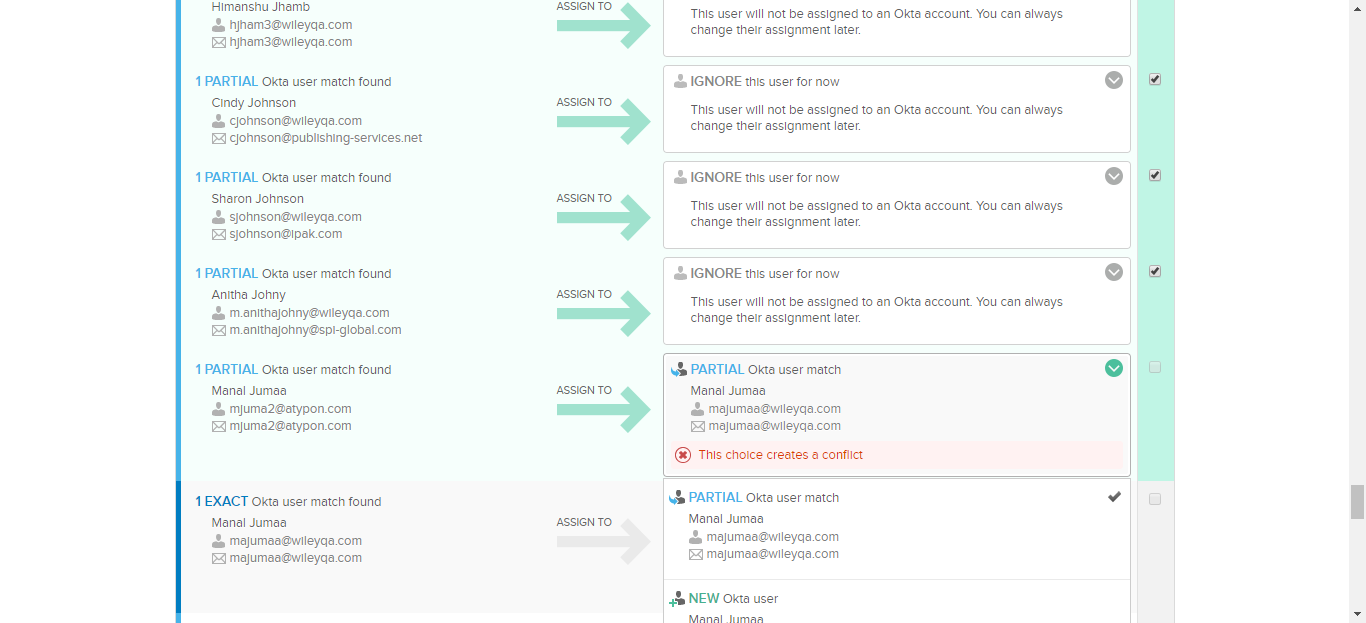 Himanshu Jhamb
hjham3@wileyqa.com
hjham3@wileyqa.com
ASSIGN TO
This user will not be assigned to an Okta account. You can always
change their assignment later.
1 PARTIAL Okta user match found
Cindy Johnson
cjohnson@wileyqa.com
cjohnson@publishing-services.net
ASSIGN TO
IGNORE this user for now
This user will not be assigned to an Okta account. You can always
change their assignment later.
1 PARTIAL Okta user match found
Sharon Johnson
sjohnson@wileyqa.com
sjohnson@ipak.com
ASSIGN TO
IGNORE this user for now
This user will not be assigned to an Okta account. You can always
change their assignment later.
1 PARTIAL Okta user match found
Anitha Johny
m.anithajohny@wileyqa.com
m.anithajohny@spi-global.com
ASSIGN TO
IGNORE this user for now
This user will not be assigned to an Okta account. You can always
change their assignment later.
1 PARTIAL Okta user match found
Manal Jumaa
mjuma2@atypon.com
mjuma2@atypon.com
ASSIGN TO
PARTIAL Okta user match
Manal Jumaa
majumaa@wileyqa.com
majumaa@wileyqa.com
This choice creates a conflict
1 EXACT Okta user match found
Manal Jumaa
majumaa@wileyqa.com
majumaa@wileyqa.com
ASSIGN TO
PARTIAL Okta user match
Manal Jumaa
majumaa@wileyqa.com
majumaa@wileyqa.com
NEW Okta user
Manal Jumaa